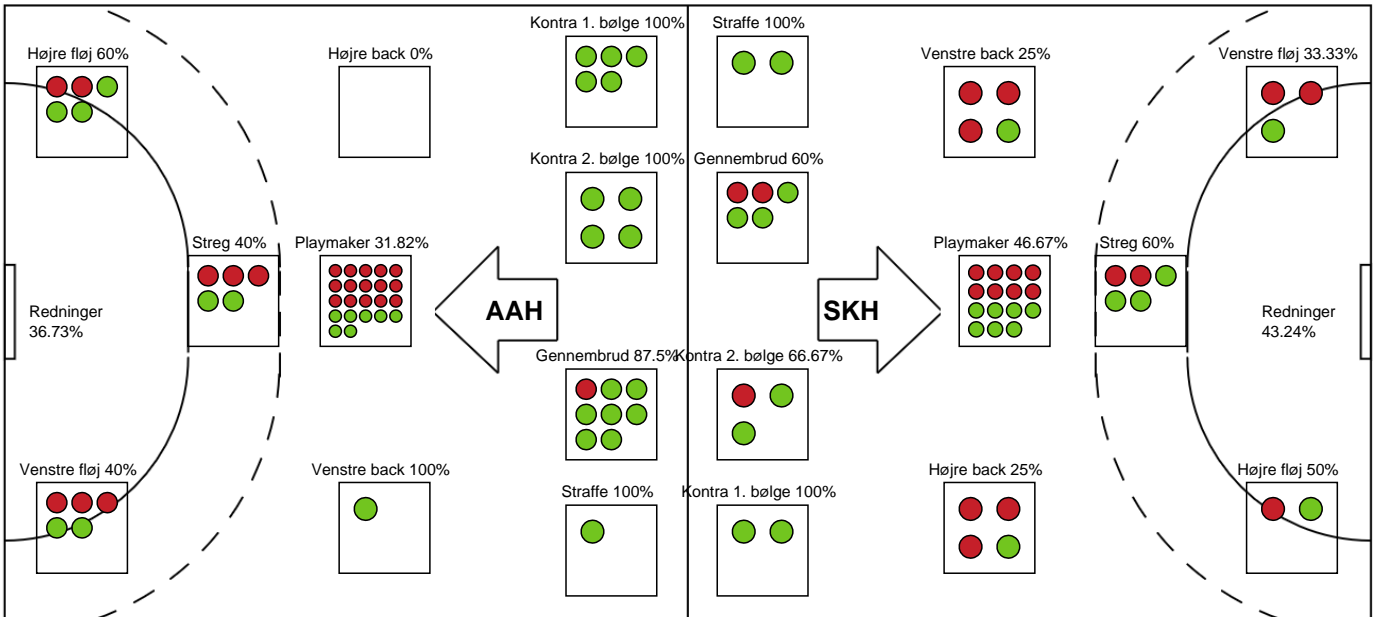 Kontra 1. bølge 100%
Straffe 100%
Højre fløj 60%
Højre back 0%
Venstre back 25%
Venstre fløj 33.33%
Kontra 2. bølge 100%
Gennembrud 60%
Streg 40%
Playmaker 31.82%
Playmaker 46.67%
Streg 60%
Redninger
36.73%
AAH
SKH
Redninger
43.24%
Gennembrud 87.5%
Kontra 2. bølge 66.67%
Venstre fløj 40%
Venstre back 100%
Højre back 25%
Højre fløj 50%
Straffe 100%
Kontra 1. bølge 100%